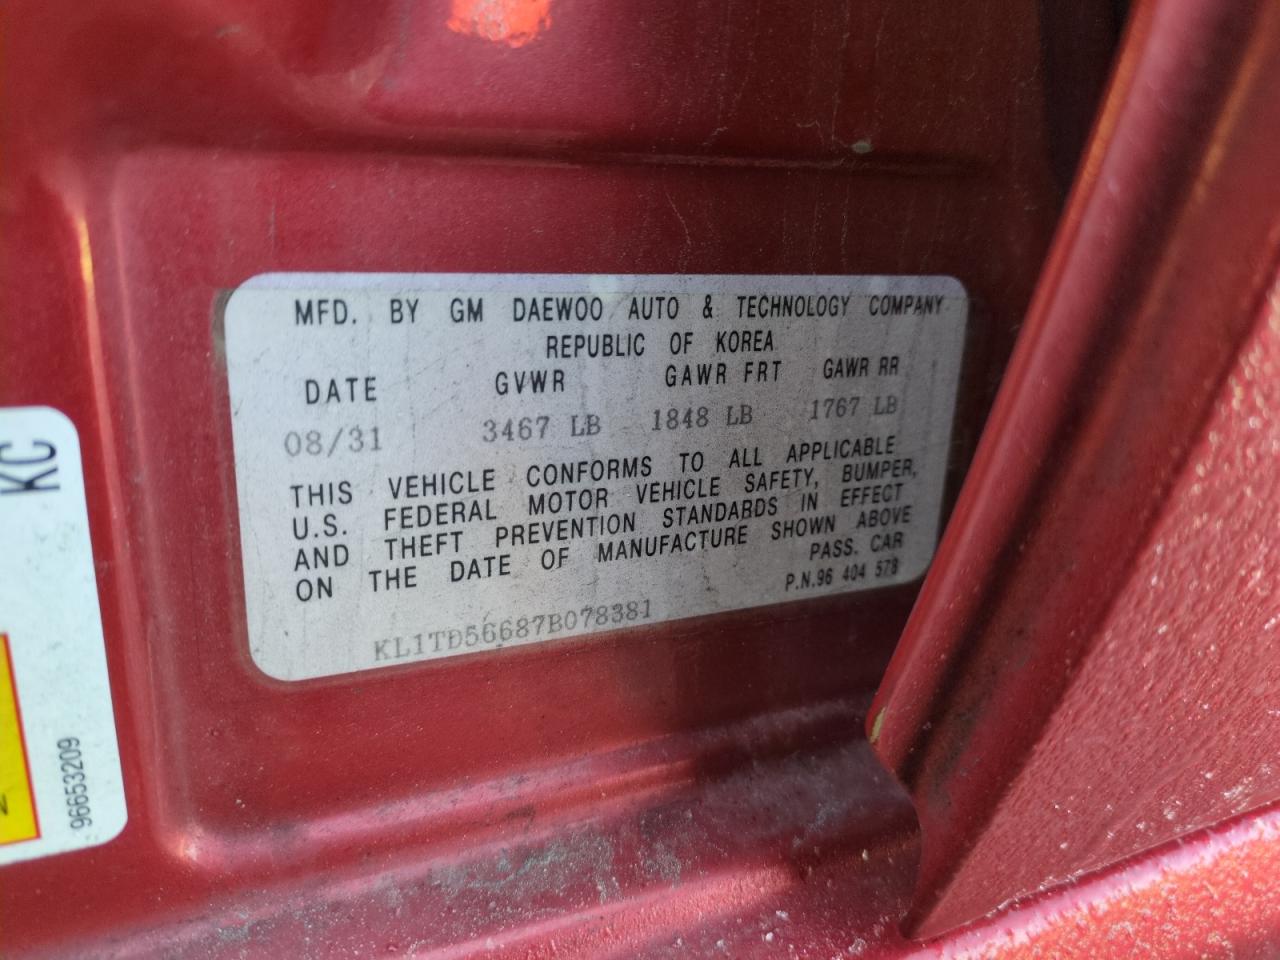 MFD. BY GM DAEWOO AUTO & TECHNOLOGY COMPANY
REPUBLIC OF KOREA
DATE GVWR GAWR FRT GAWR RR
08/31 3467 LB 1848 LB 1767 LB
THIS VEHICLE CONFORMS TO ALL APPLICABLE
U.S. FEDERAL MOTOR VEHICLE SAFETY, BUMPER,
AND THEFT PREVENTION STANDARDS IN EFFECT
ON THE DATE OF MANUFACTURE SHOWN ABOVE
PASS. CAR
P.N.96 404 578
KL1TD56687B078381
KC
2
96653209